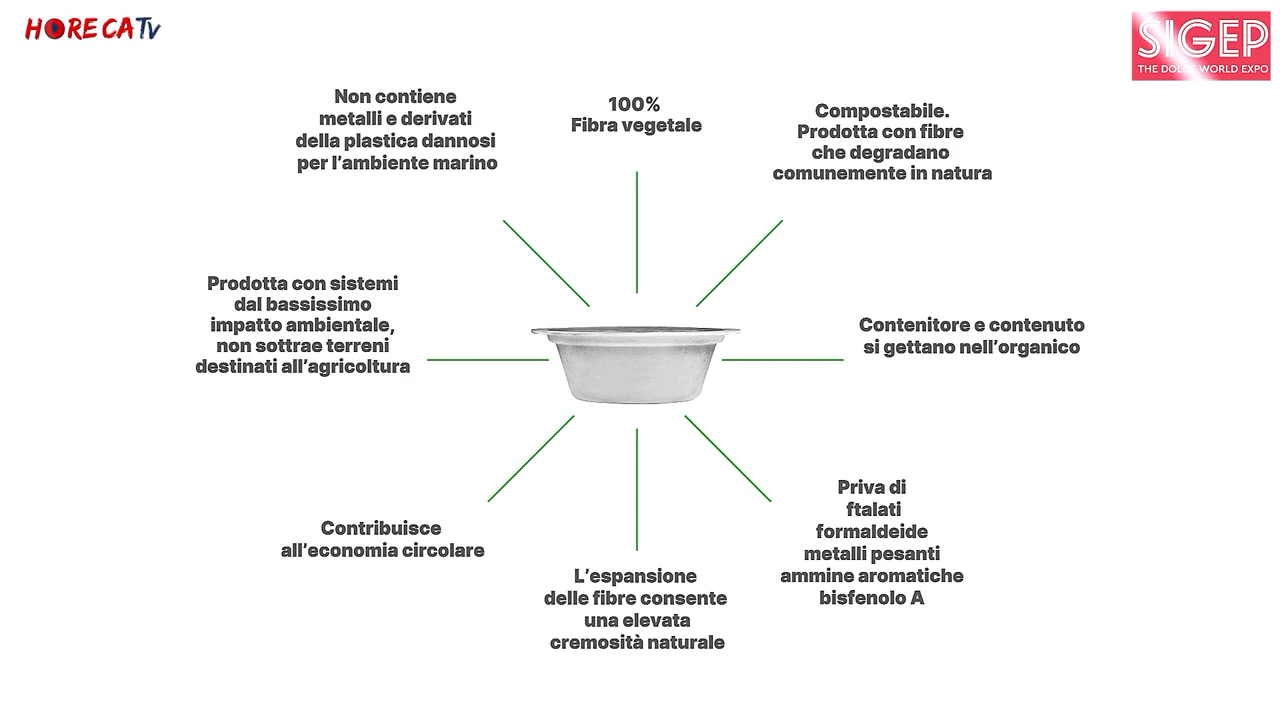 HORECATv
SIGEP
THE DOLCE WORLD EXPO
Non contiene
metalli e derivati
della plastica dannosi
per l'ambiente marino
100%
Fibra vegetale
Compostabile.
Prodotta con fibre
che degradano
comunemente in natura
Prodotta con sistemi
dal bassissimo
impatto ambientale,
non sottrae terreni
destinati all'agricoltura
Contenitore e contenuto
si gettano nell'organico
Contribuisce
all'economia circolare
L'espansione
delle fibre consente
una elevata
cremosità naturale
Priva di
ftalati
formaldeide
metalli pesanti
ammine aromatiche
bisfenolo A